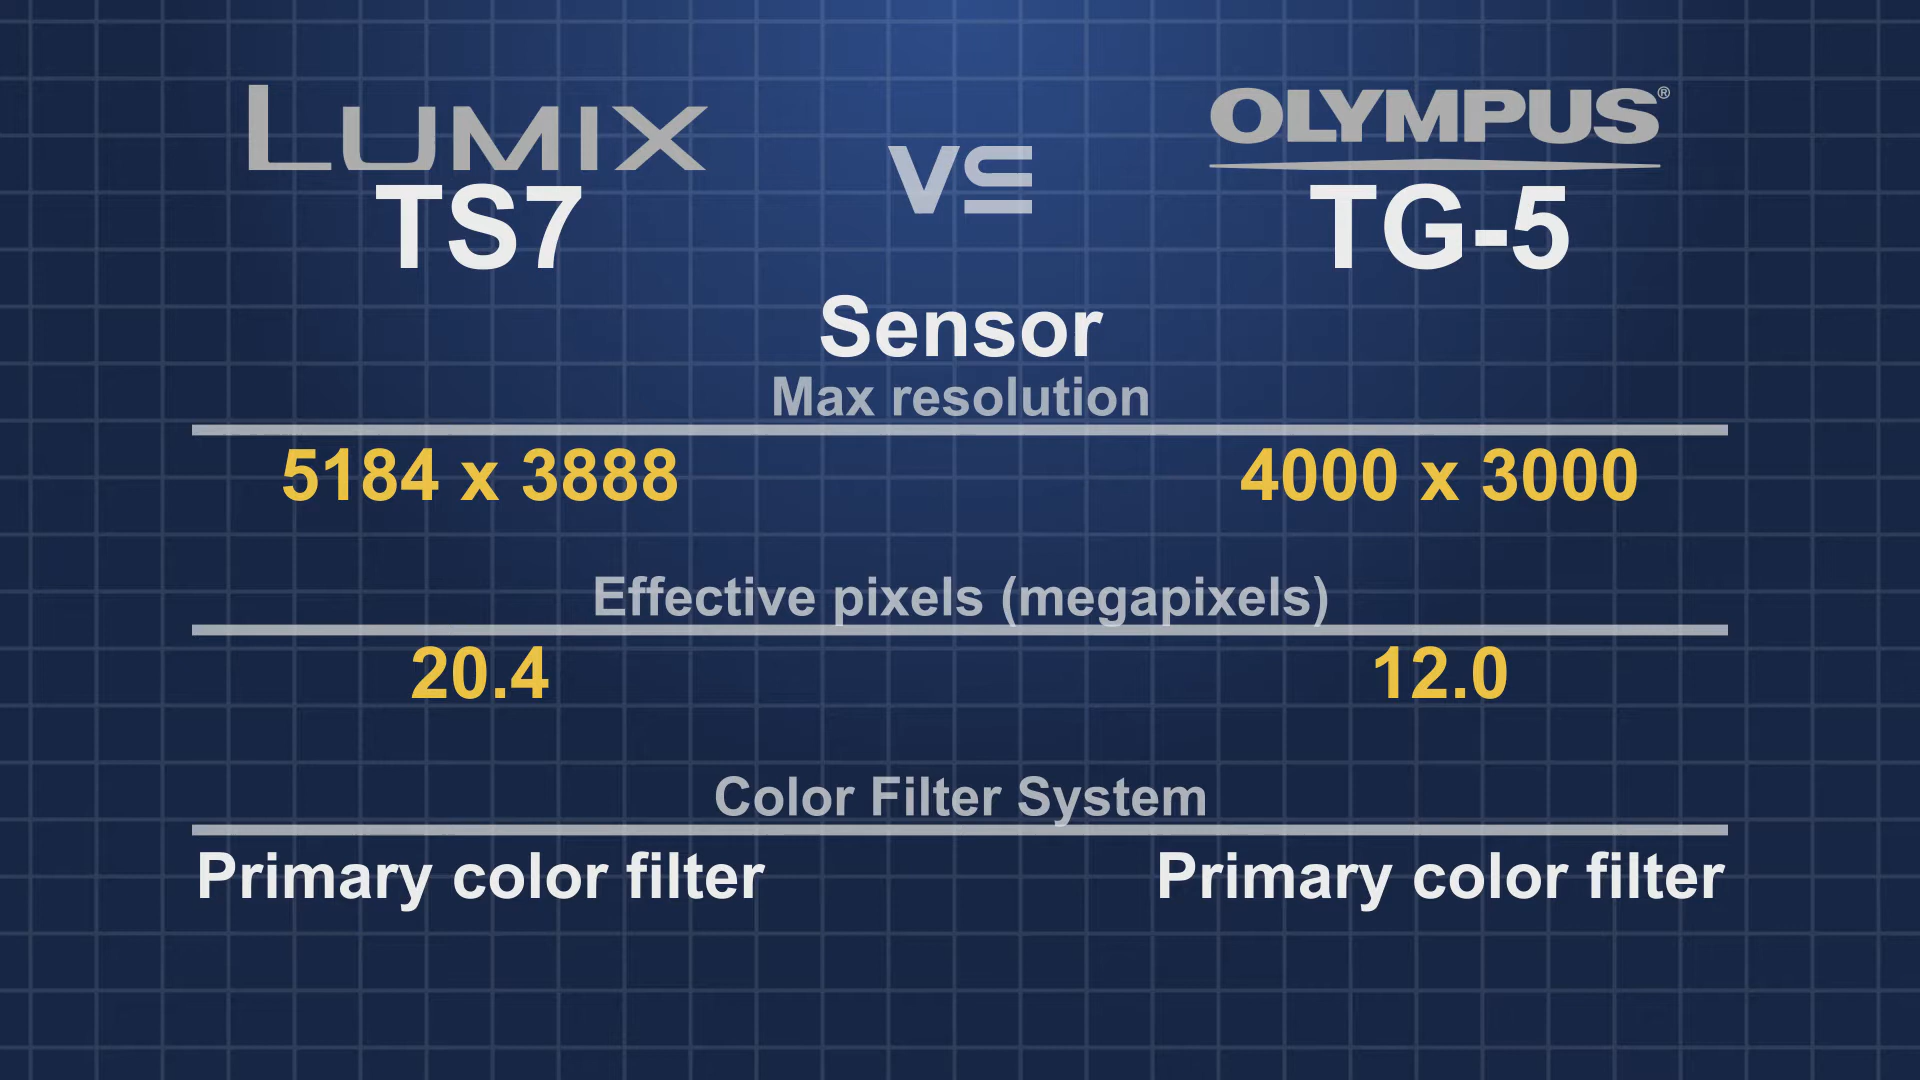 LUMIX
TS7
VS
OLYMPUS®
TG-5
Sensor
Max resolution
5184 x 3888
4000 x 3000
Effective pixels (megapixels)
20.4
12.0
Color Filter System
Primary color filter
Primary color filter